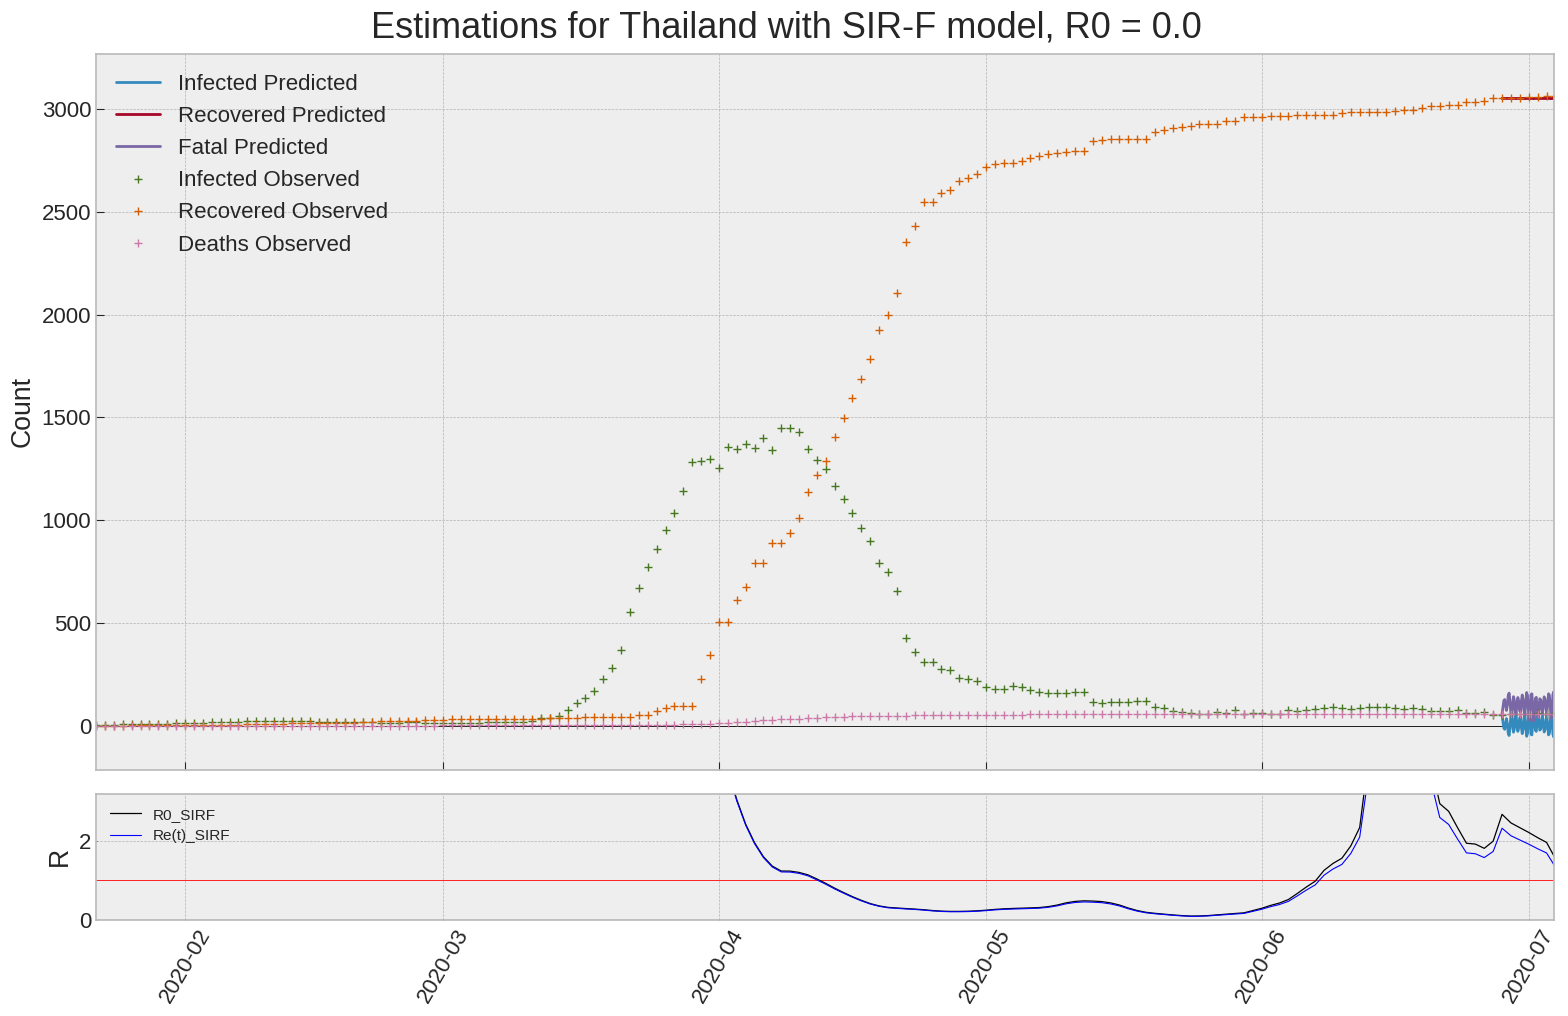 Estimations for Thailand with SIR-F model, R0 = 0.0
Infected Predicted
Recovered Predicted
Fatal Predicted
Infected Observed
Recovered Observed
Deaths Observed
3000
2500
2000
1500
1000
500
0
Count
R0_SIRF
Re(t)_SIRF
2
0
R
2020-02
2020-03
2020-04
2020-05
2020-06
2020-07